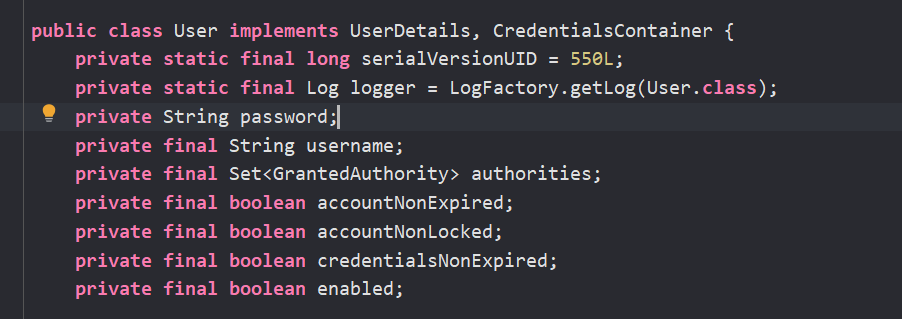 public class User implements UserDetails, CredentialsContainer {
    private static final long serialVersionUID = 550L;
    private static final Log logger = LogFactory.getLog(User.class);
    private String password;
    private final String username;
    private final Set<GrantedAuthority> authorities;
    private final boolean accountNonExpired;
    private final boolean accountNonLocked;
    private final boolean credentialsNonExpired;
    private final boolean enabled;